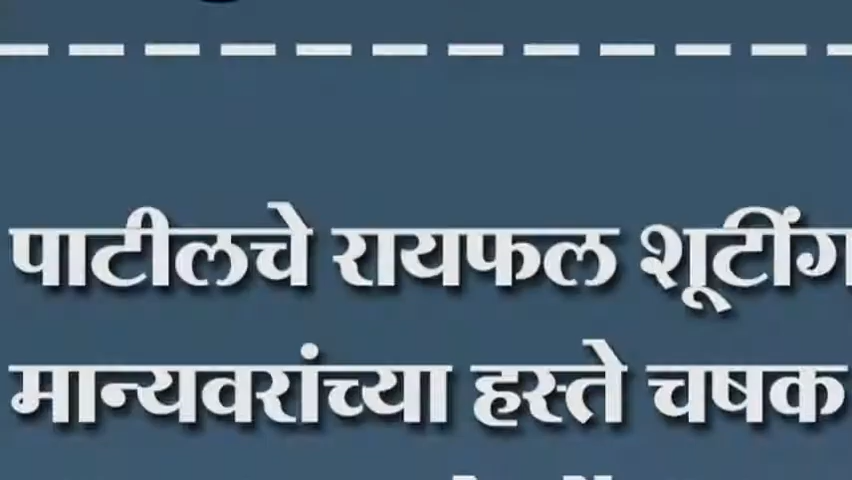 पाटीलचे रायफल शूटींग
मान्यवरांच्या हस्ते चषक